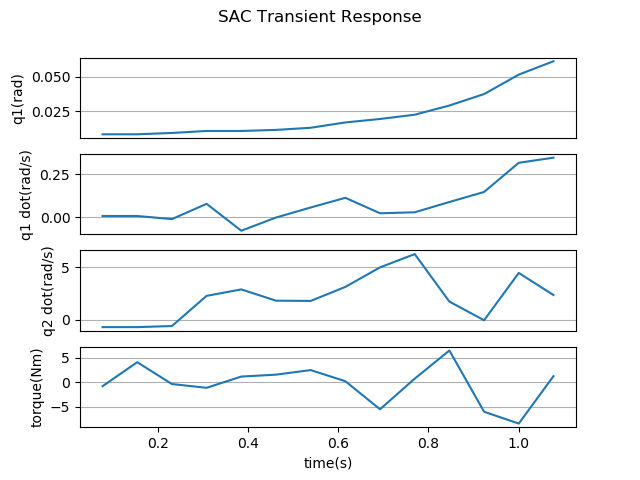 SAC Transient Response
q1(rad)
0.050
0.025
q1 dot(rad/s)
0.25
0.00
q2 dot(rad/s)
5
0
torque(Nm)
5
0
−5
0.2 0.4 0.6 0.8 1.0
time(s)